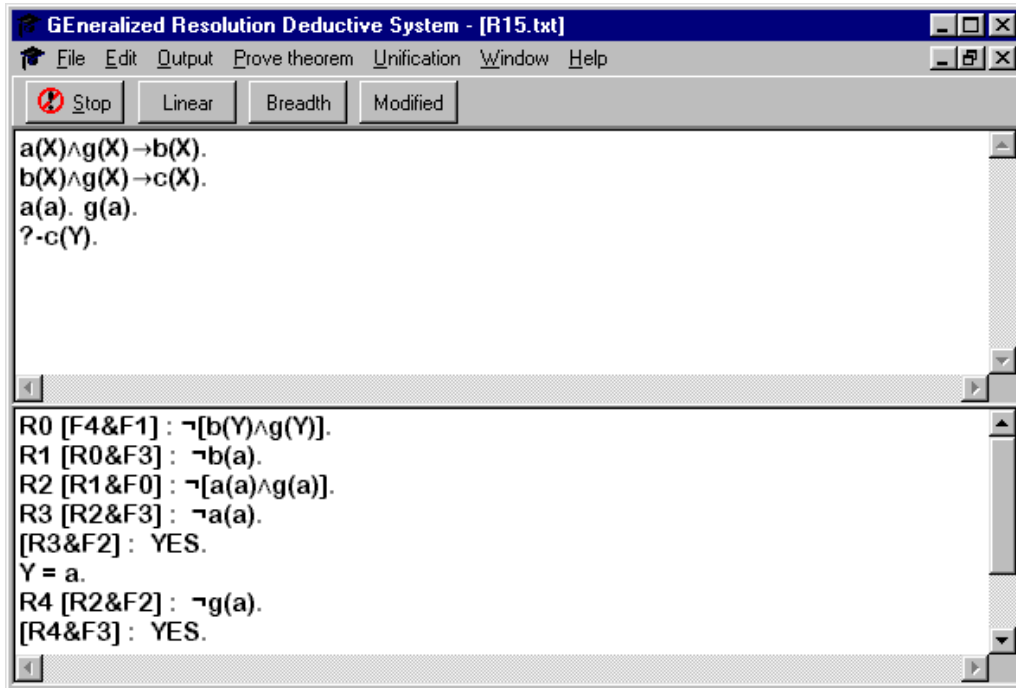 GEneralized Resolution Deductive System - [R15.txt]
File Edit Output Prove theorem Unification Window Help
Stop Linear Breadth Modified
a(X)∧g(X)→b(X).
b(X)∧g(X)→c(X).
a(a). g(a).
?-c(Y).
R0 [F4&F1] : ¬[b(Y)∧g(Y)].
R1 [R0&F3] : ¬b(a).
R2 [R1&F0] : ¬[a(a)∧g(a)].
R3 [R2&F3] : ¬a(a).
[R3&F2] : YES.
Y = a.
R4 [R2&F2] : ¬g(a).
[R4&F3] : YES.